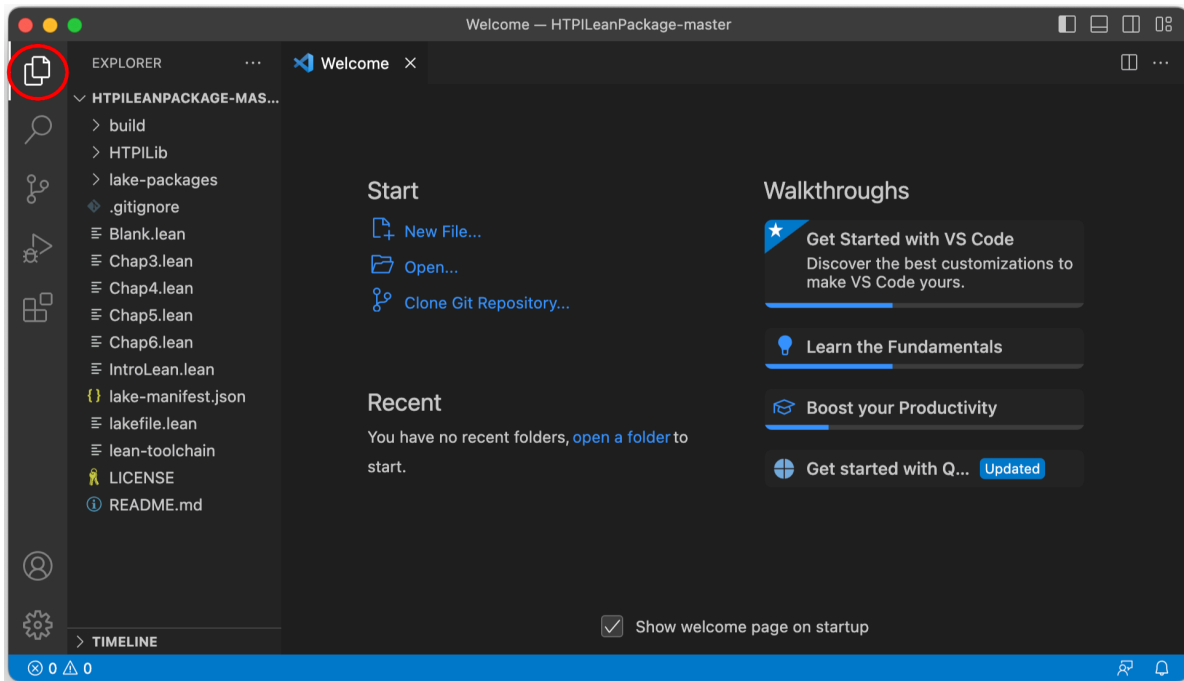 Welcome — HTPILeanPackage-master
EXPLORER
Welcome
HTPILEANPACKAGE-MAS...
build
HTPILib
lake-packages
.gitignore
Blank.lean
Chap3.lean
Chap4.lean
Chap5.lean
Chap6.lean
IntroLean.lean
lake-manifest.json
lakefile.lean
lean-toolchain
LICENSE
README.md
TIMELINE
Start
New File...
Open...
Clone Git Repository...
Recent
You have no recent folders, open a folder to
start.
Walkthroughs
Get Started with VS Code
Discover the best customizations to
make VS Code yours.
Learn the Fundamentals
Boost your Productivity
Get started with Q... Updated
Show welcome page on startup
0 0